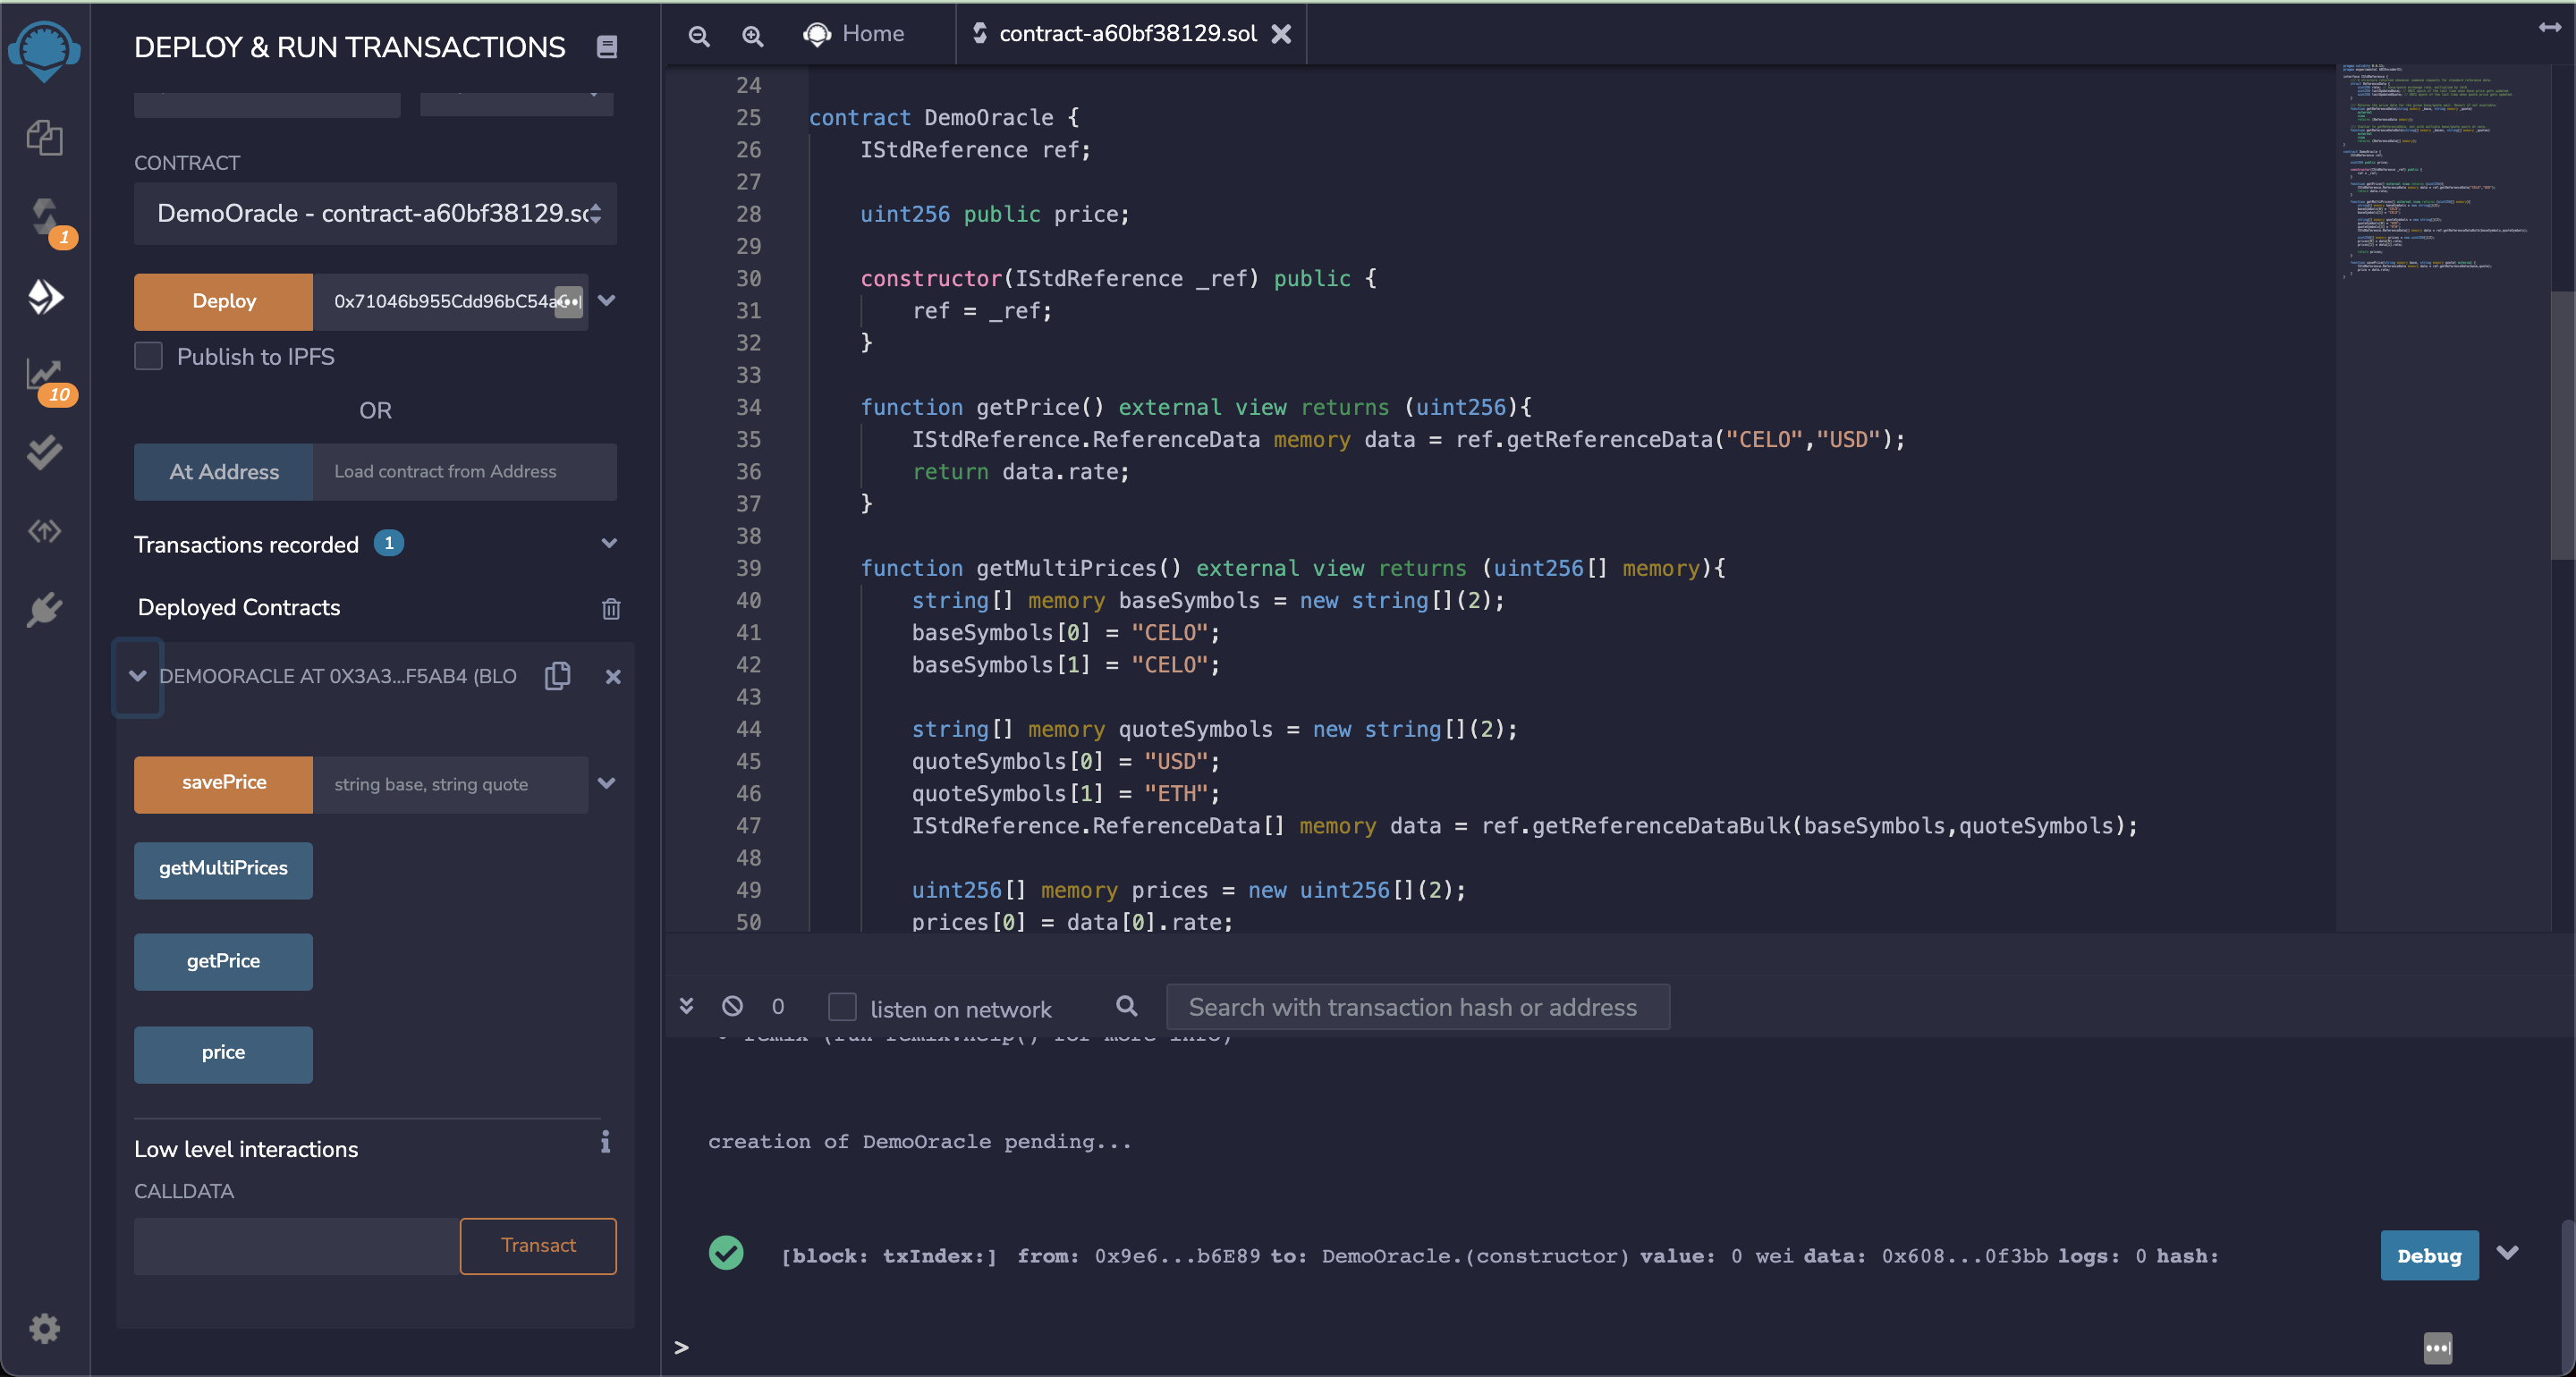 DEPLOY & RUN TRANSACTIONS
CONTRACT
DemoOracle - contract-a60bf38129.sc
Deploy
0x71046b955Cdd96bC54a
Publish to IPFS
OR
At Address
Load contract from Address
Transactions recorded
1
Deployed Contracts
DEMOORACLE AT 0X3A3...F5AB4 (BLO
savePrice
string base, string quote
getMultiPrices
getPrice
price
Low level interactions
CALLDATA
Transact
1
10
Home
contract-a60bf38129.sol
24
25 contract DemoOracle {
26 IStdReference ref;
27
28 uint256 public price;
29
30 constructor(IStdReference _ref) public {
31 ref = _ref;
32 }
33
34 function getPrice() external view returns (uint256){
35 IStdReference.ReferenceData memory data = ref.getReferenceData("CELO","USD");
36 return data.rate;
37 }
38
39 function getMultiPrices() external view returns (uint256[] memory){
40 string[] memory baseSymbols = new string[](2);
41 baseSymbols[0] = "CELO";
42 baseSymbols[1] = "CELO";
43
44 string[] memory quoteSymbols = new string[](2);
45 quoteSymbols[0] = "USD";
46 quoteSymbols[1] = "ETH";
47 IStdReference.ReferenceData[] memory data = ref.getReferenceDataBulk(baseSymbols,quoteSymbols);
48
49 uint256[] memory prices = new uint256[](2);
50 prices[0] = data[0].rate;
0
listen on network
Search with transaction hash or address
creation of DemoOracle pending...
[block: txIndex:] from: 0x9e6...b6E89 to: DemoOracle.(constructor) value: 0 wei data: 0x608...0f3bb logs: 0 hash:
Debug
>